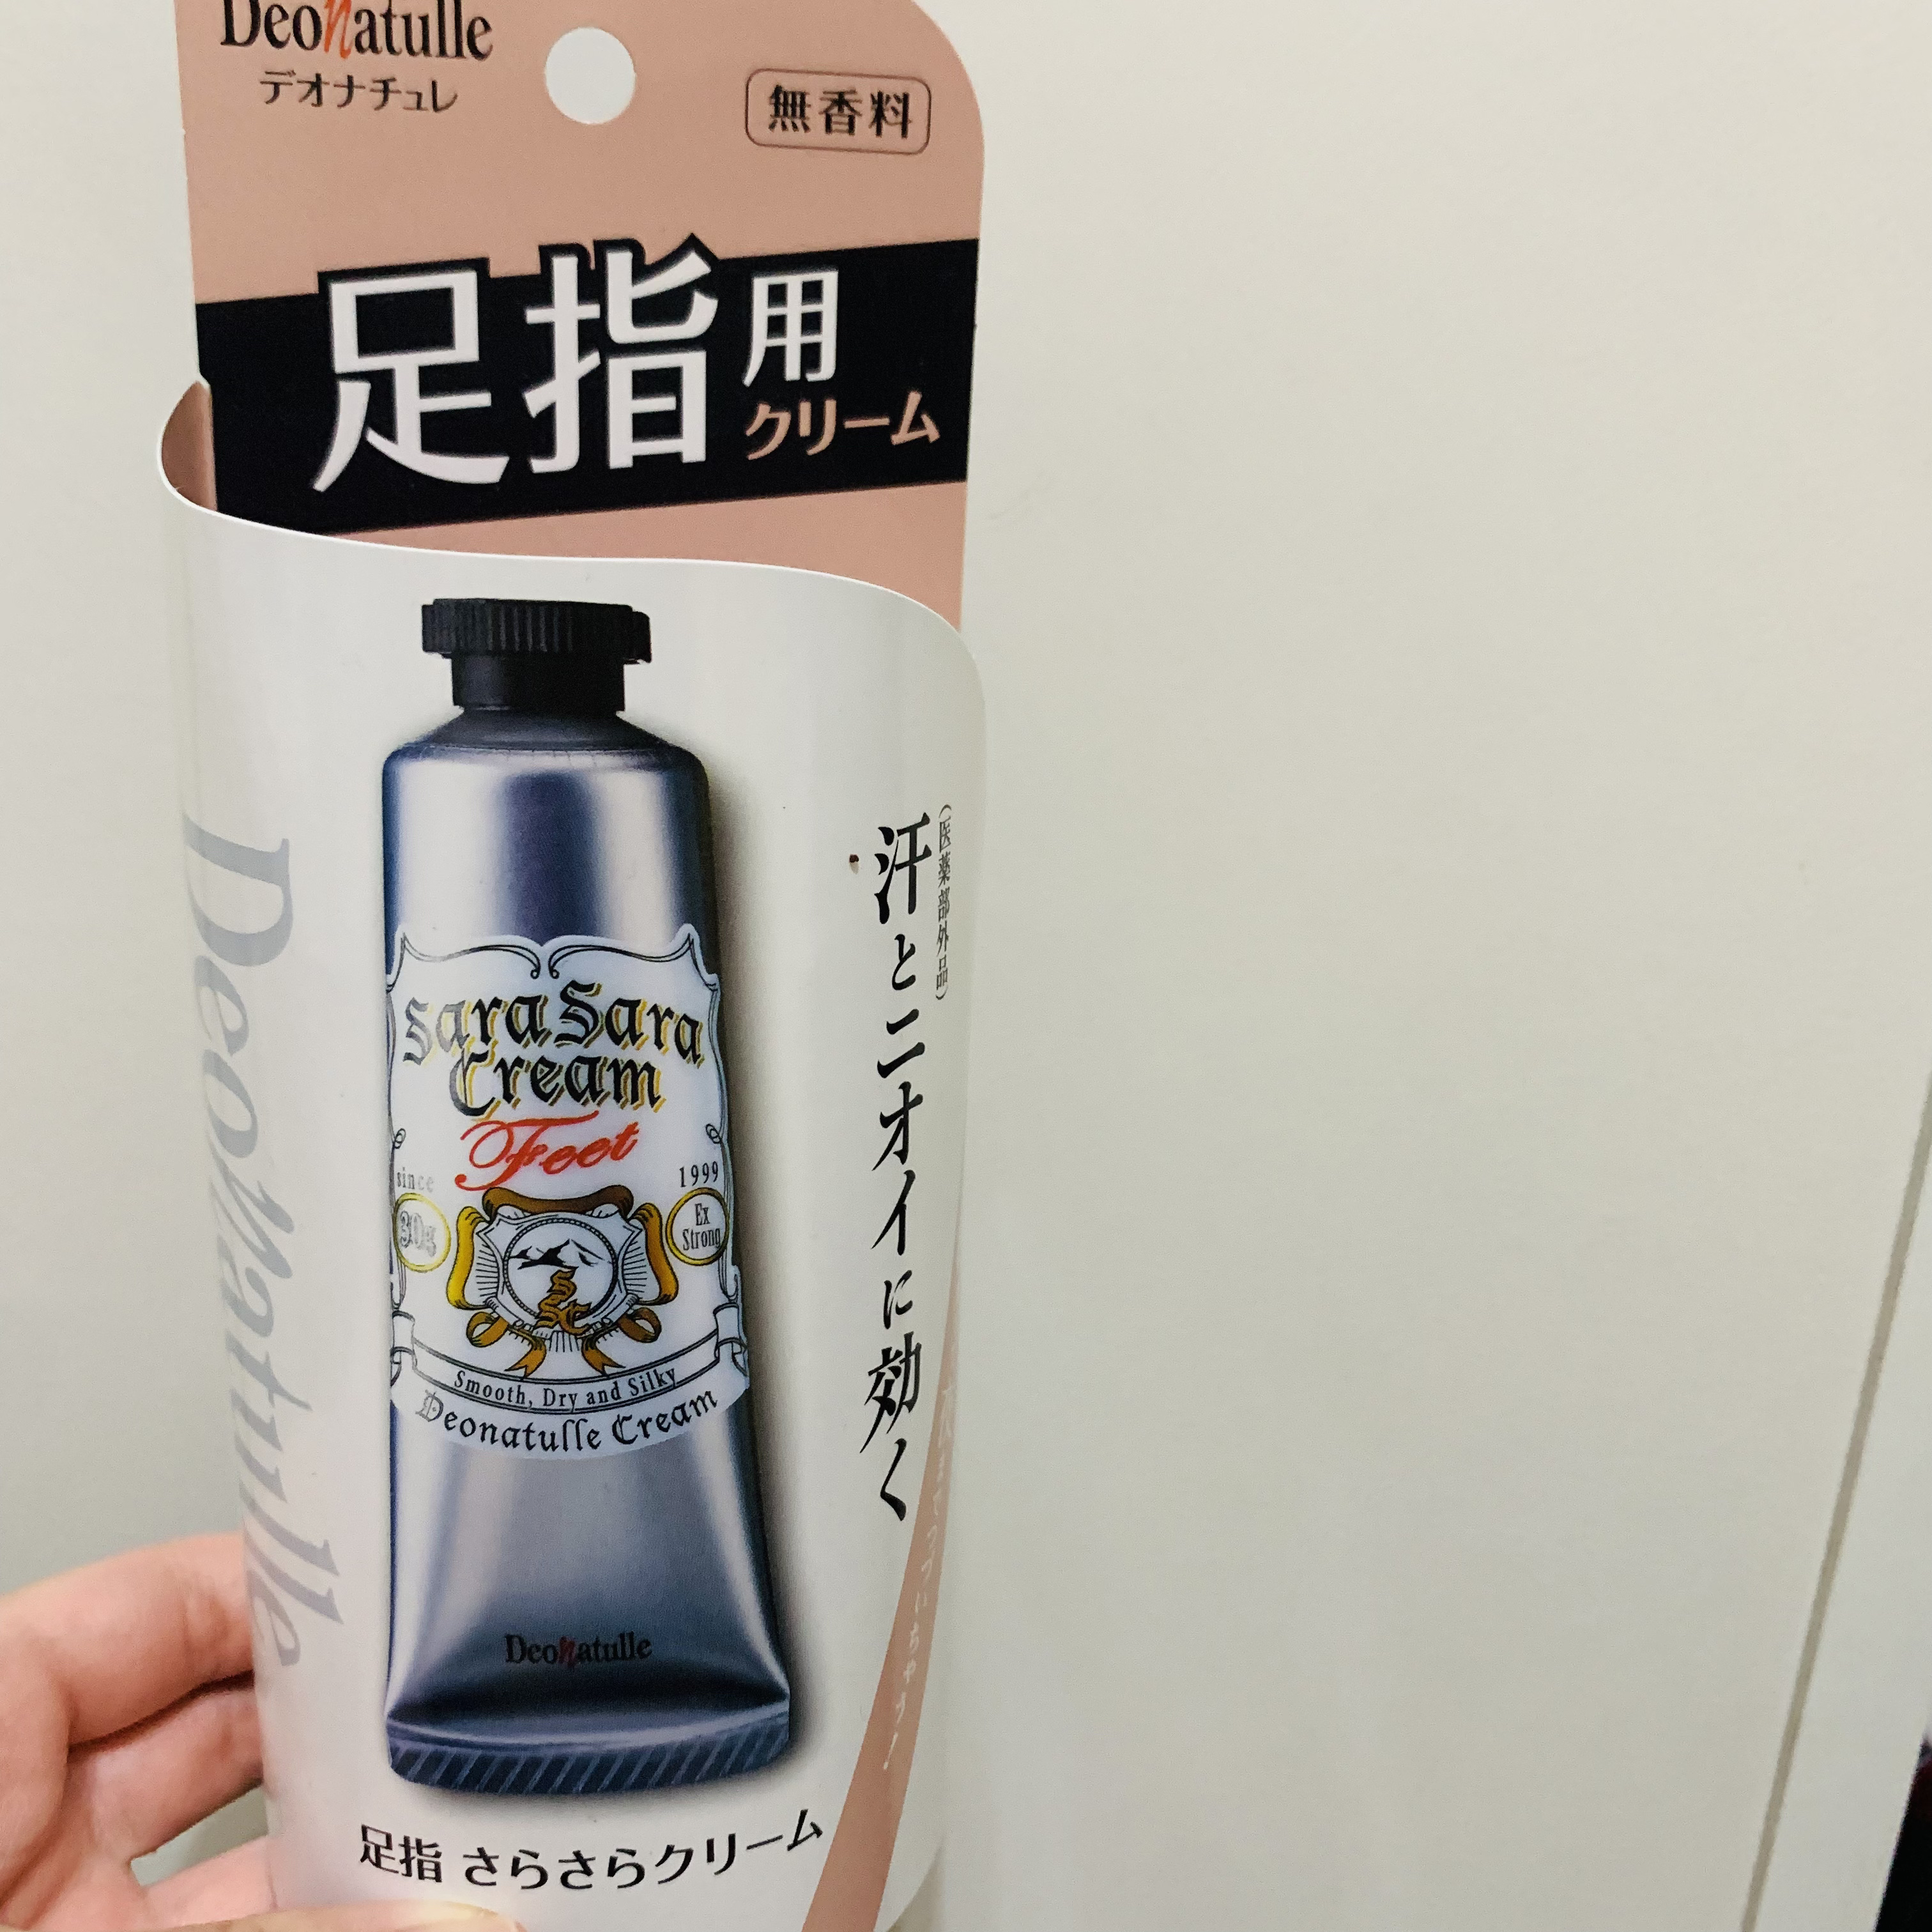 Deonatulle
デオナチュレ
無香料
足指用
クリーム
Deonatulle
(医薬部外品)
汗とニオイに効く
sarasara
Cream
Feet
since 1999
30g
Ex
Strong
SSC
Smooth, Dry and Silky
Deonatulle Cream
Deonatulle
足指 さらさらクリーム